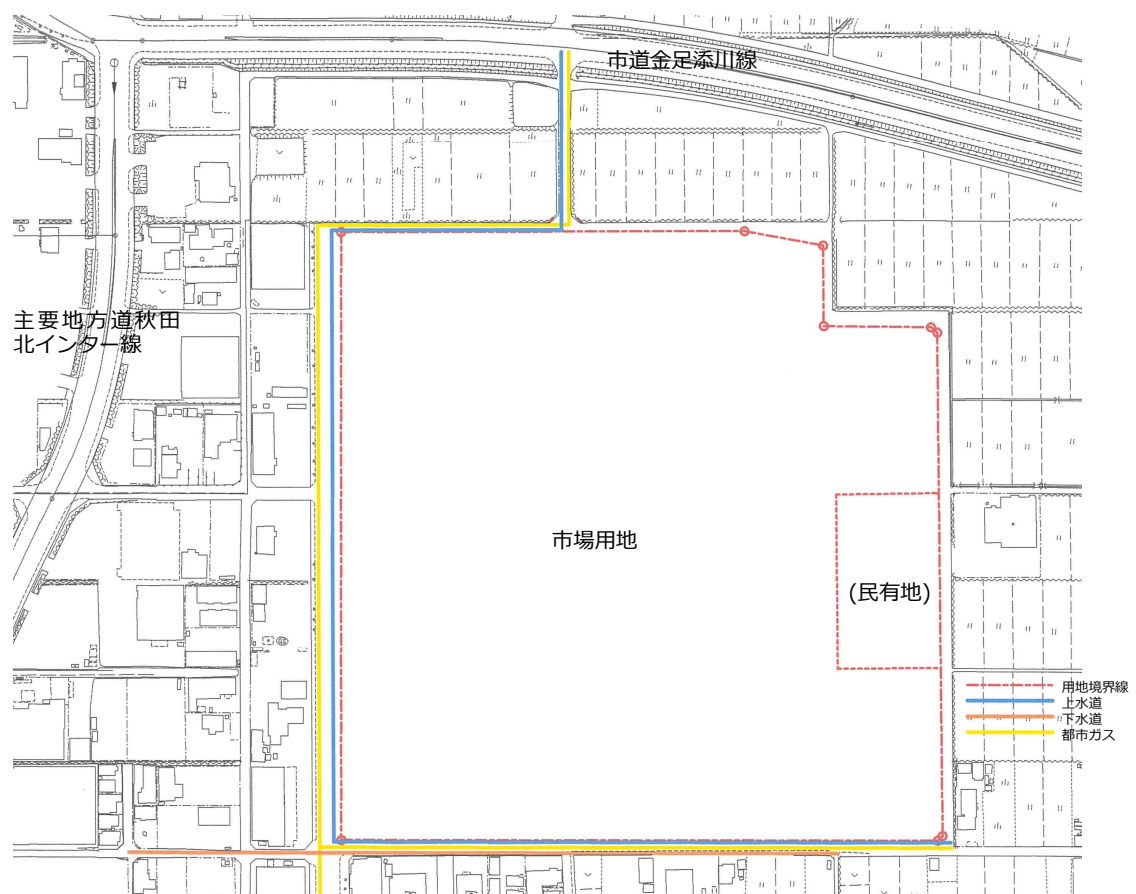 市道金足添川線
主要地方道秋田
北インター線
市場用地
(民有地)
用地境界線
上水道
下水道
都市ガス